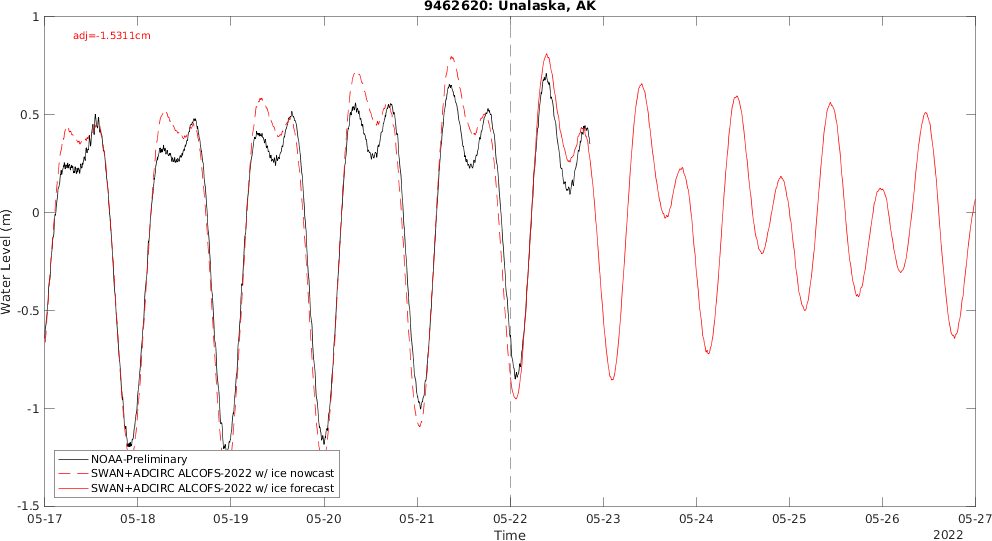 9462620: Unalaska, AK
adj=-1.5311cm
Water Level (m)
1
0.5
0
-0.5
-1
-1.5
NOAA-Preliminary
SWAN+ADCIRC ALCOFS-2022 w/ ice nowcast
SWAN+ADCIRC ALCOFS-2022 w/ ice forecast
05-17 05-18 05-19 05-20 05-21 05-22 05-23 05-24 05-25 05-26 05-27
Time
2022